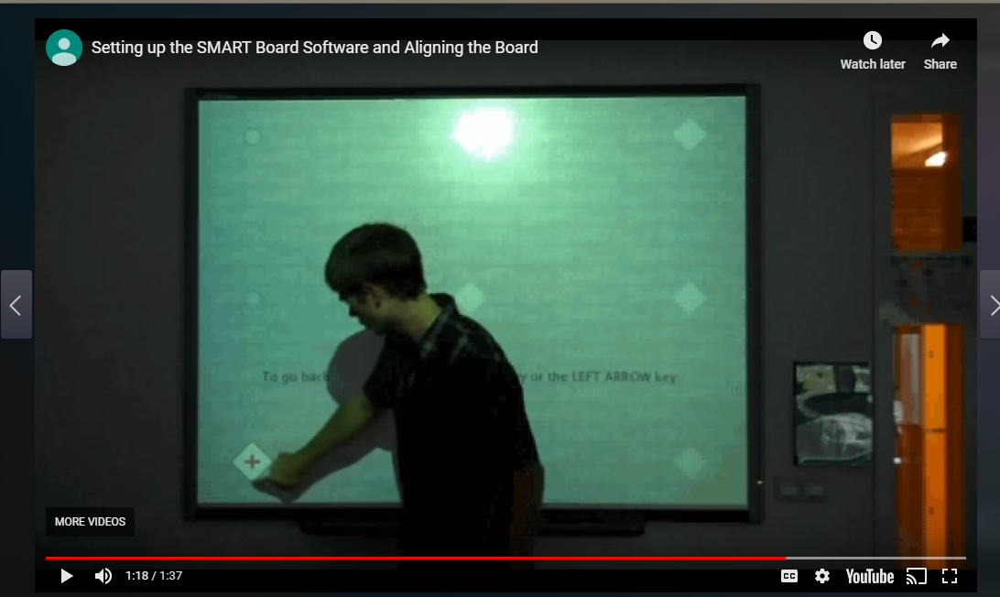 Setting up the SMART Board Software and Aligning the Board
Watch later
Share
To go back
y or the LEFT ARROW key
MORE VIDEOS
1:18 / 1:37
CC
YouTube